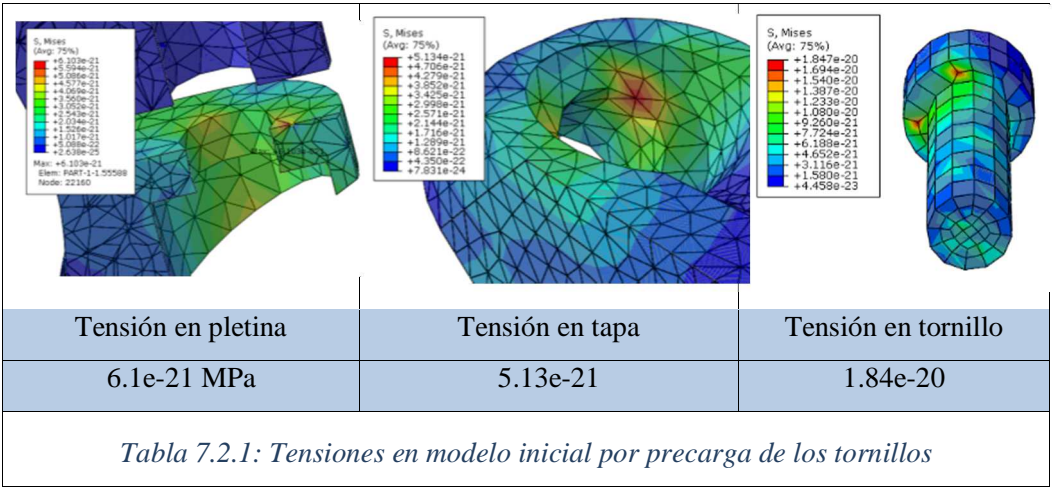 S, Mises
(Avg: 75%)
+6.103e-21
+5.594e-21
+5.086e-21
+4.577e-21
+4.069e-21
+3.560e-21
+3.052e-21
+2.543e-21
+2.034e-21
+1.526e-21
+1.017e-21
+5.088e-22
+2.638e-25
Max: +6.103e-21
Elem: PART-1-1.55588
Node: 22160
S, Mises
(Avg: 75%)
+5.134e-21
+4.706e-21
+4.279e-21
+3.852e-21
+3.425e-21
+2.998e-21
+2.571e-21
+2.144e-21
+1.716e-21
+1.289e-21
+8.621e-22
+4.350e-22
+7.831e-24
S, Mises
(Avg: 75%)
+1.847e-20
+1.694e-20
+1.540e-20
+1.387e-20
+1.233e-20
+1.080e-20
+9.260e-21
+7.724e-21
+6.188e-21
+4.652e-21
+3.116e-21
+1.580e-21
+4.458e-23
Tensión en pletina
Tensión en tapa
Tensión en tornillo
6.1e-21 MPa
5.13e-21
1.84e-20
Tabla 7.2.1: Tensiones en modelo inicial por precarga de los tornillos